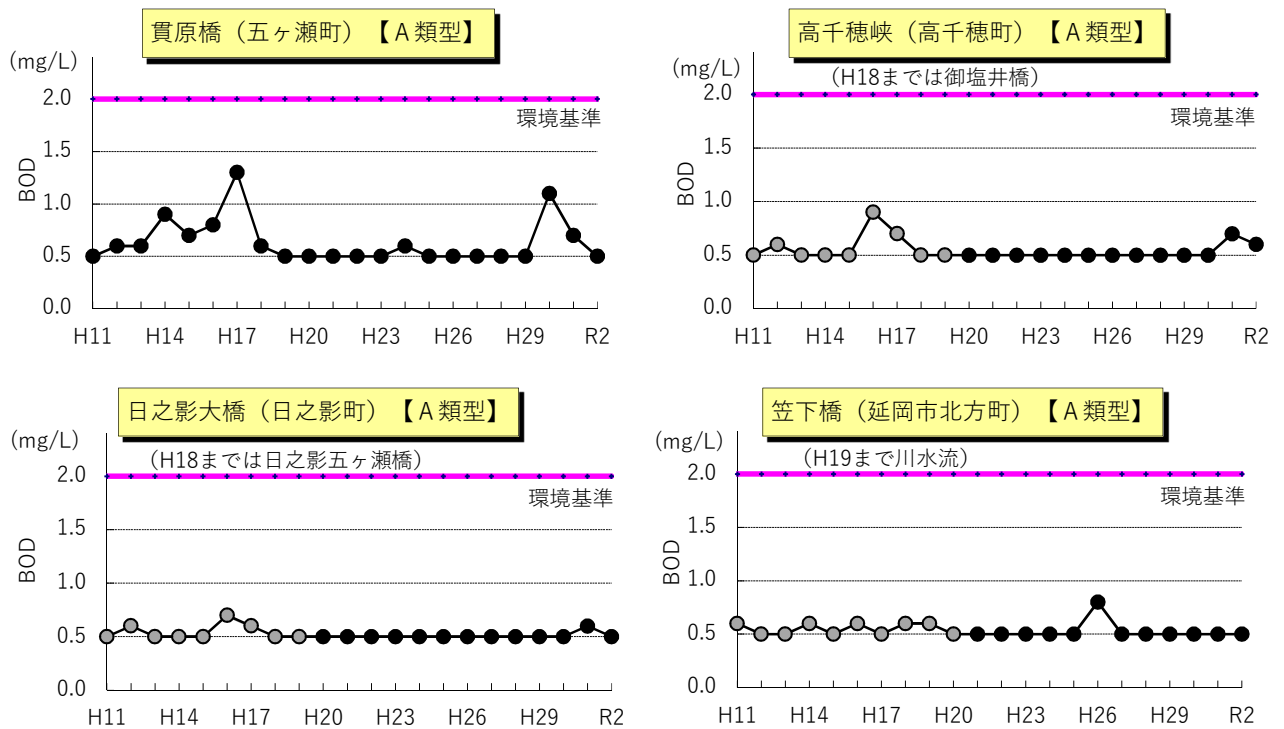 貫原橋（五ヶ瀬町）【Ａ類型】
(mg/L)
2.0
環境基準
1.5
BOD
1.0
0.5
0.0
H11 H14 H17 H20 H23 H26 H29 R2
高千穂峡（高千穂町）【Ａ類型】
(mg/L)
（H18までは御塩井橋）
2.0
環境基準
1.5
BOD
1.0
0.5
0.0
H11 H14 H17 H20 H23 H26 H29 R2
日之影大橋（日之影町）【Ａ類型】
(mg/L)
（H18までは日之影五ヶ瀬橋）
2.0
環境基準
1.5
BOD
1.0
0.5
0.0
H11 H14 H17 H20 H23 H26 H29 R2
笠下橋（延岡市北方町）【Ａ類型】
(mg/L)
（H19まで川水流）
2.0
環境基準
1.5
BOD
1.0
0.5
0.0
H11 H14 H17 H20 H23 H26 H29 R2